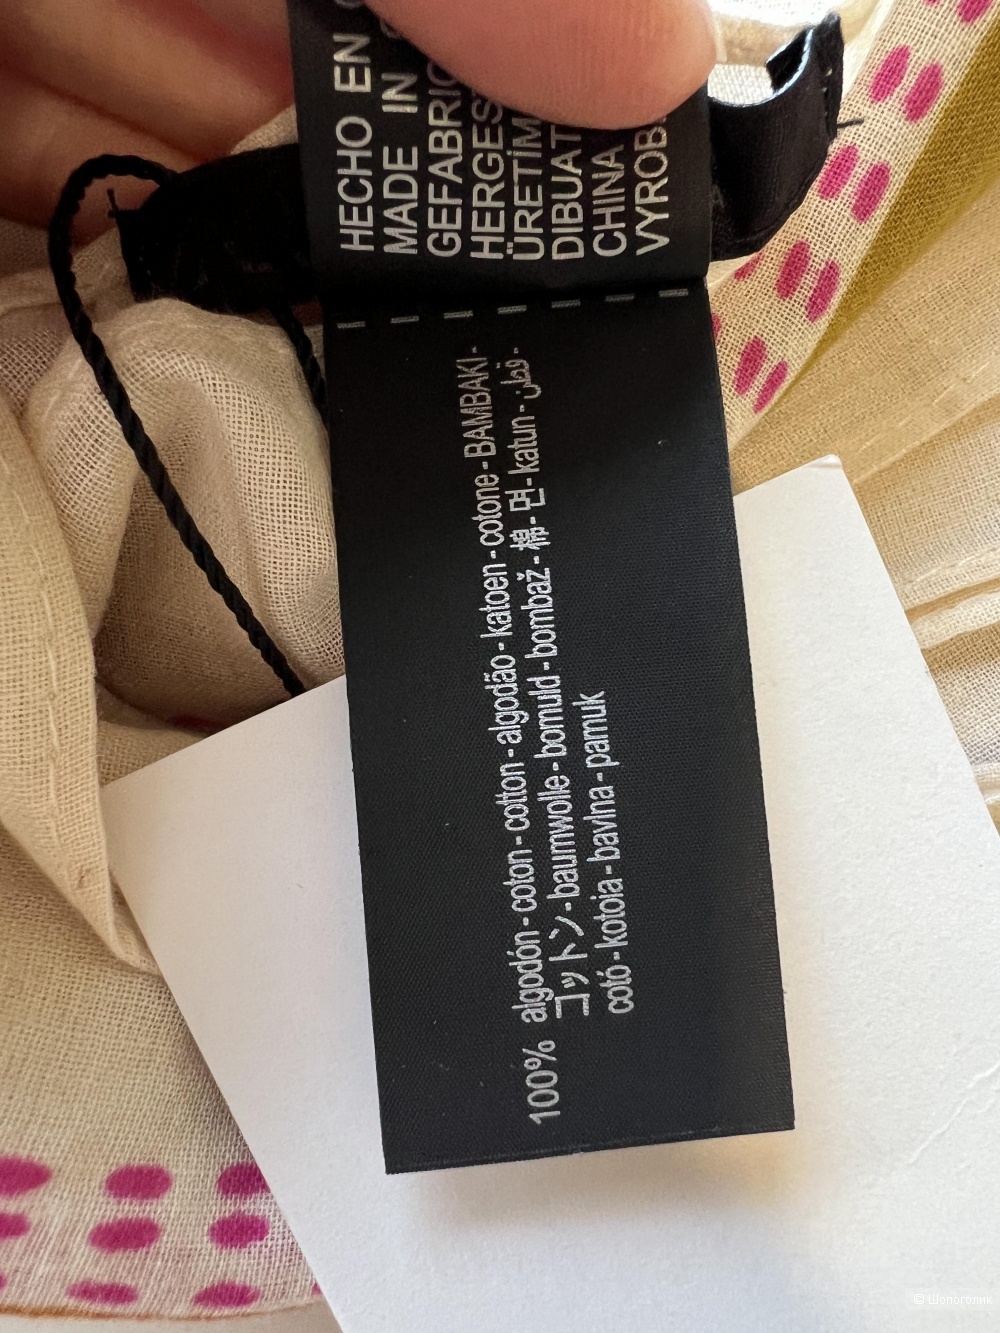 HECHO EN
MADE IN
GEFABRIC
HERGES
ÜRETİM
DIBUAT
CHINA
VYROB
100% algodón - coton - cotton - algodão - katoen - cotone - BAMBAKI -
コットン - baumwolle - bomuld - bombaž - 棉 - 면 - katun - قطن -
cotó - kotoia - bavlna - pamuk
© Шопоголик